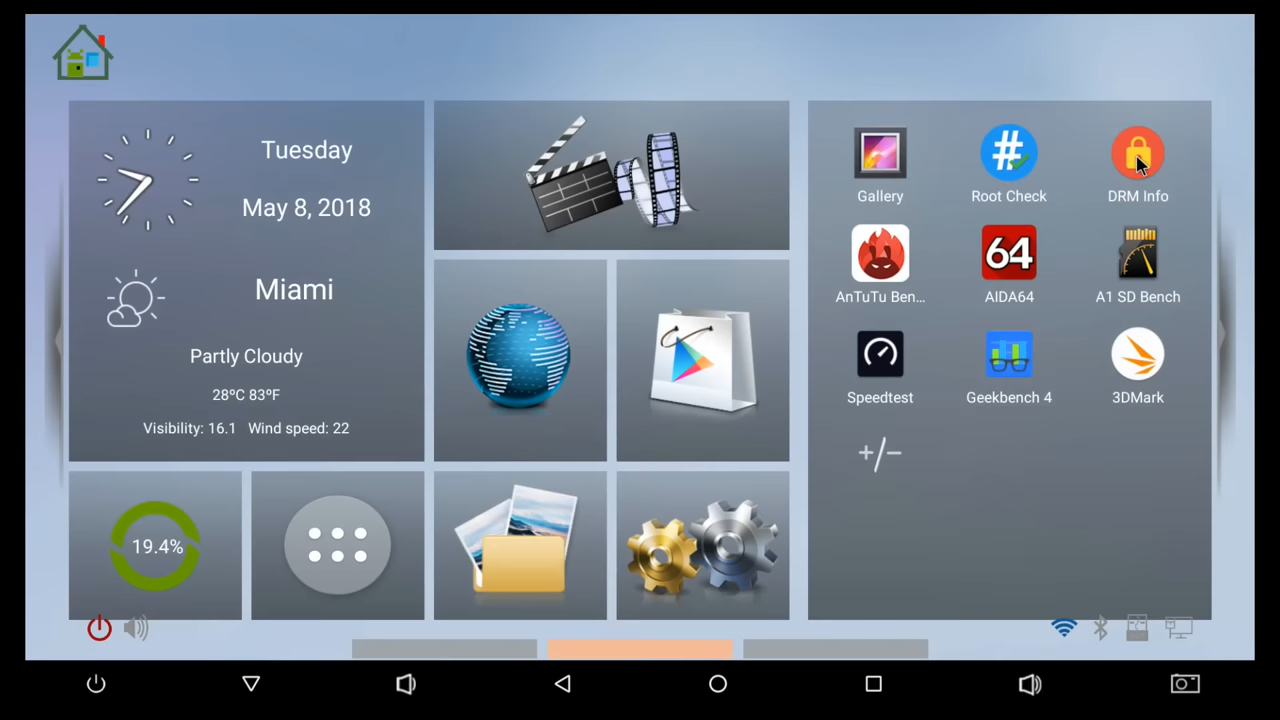 Tuesday
May 8, 2018
Miami
Partly Cloudy
28ºC 83ºF
Visibility: 16.1 Wind speed: 22
19.4%
Gallery
#
Root Check
DRM Info
AnTuTu Ben...
64
AIDA64
A1 SD Bench
Speedtest
Geekbench 4
3DMark
+/−